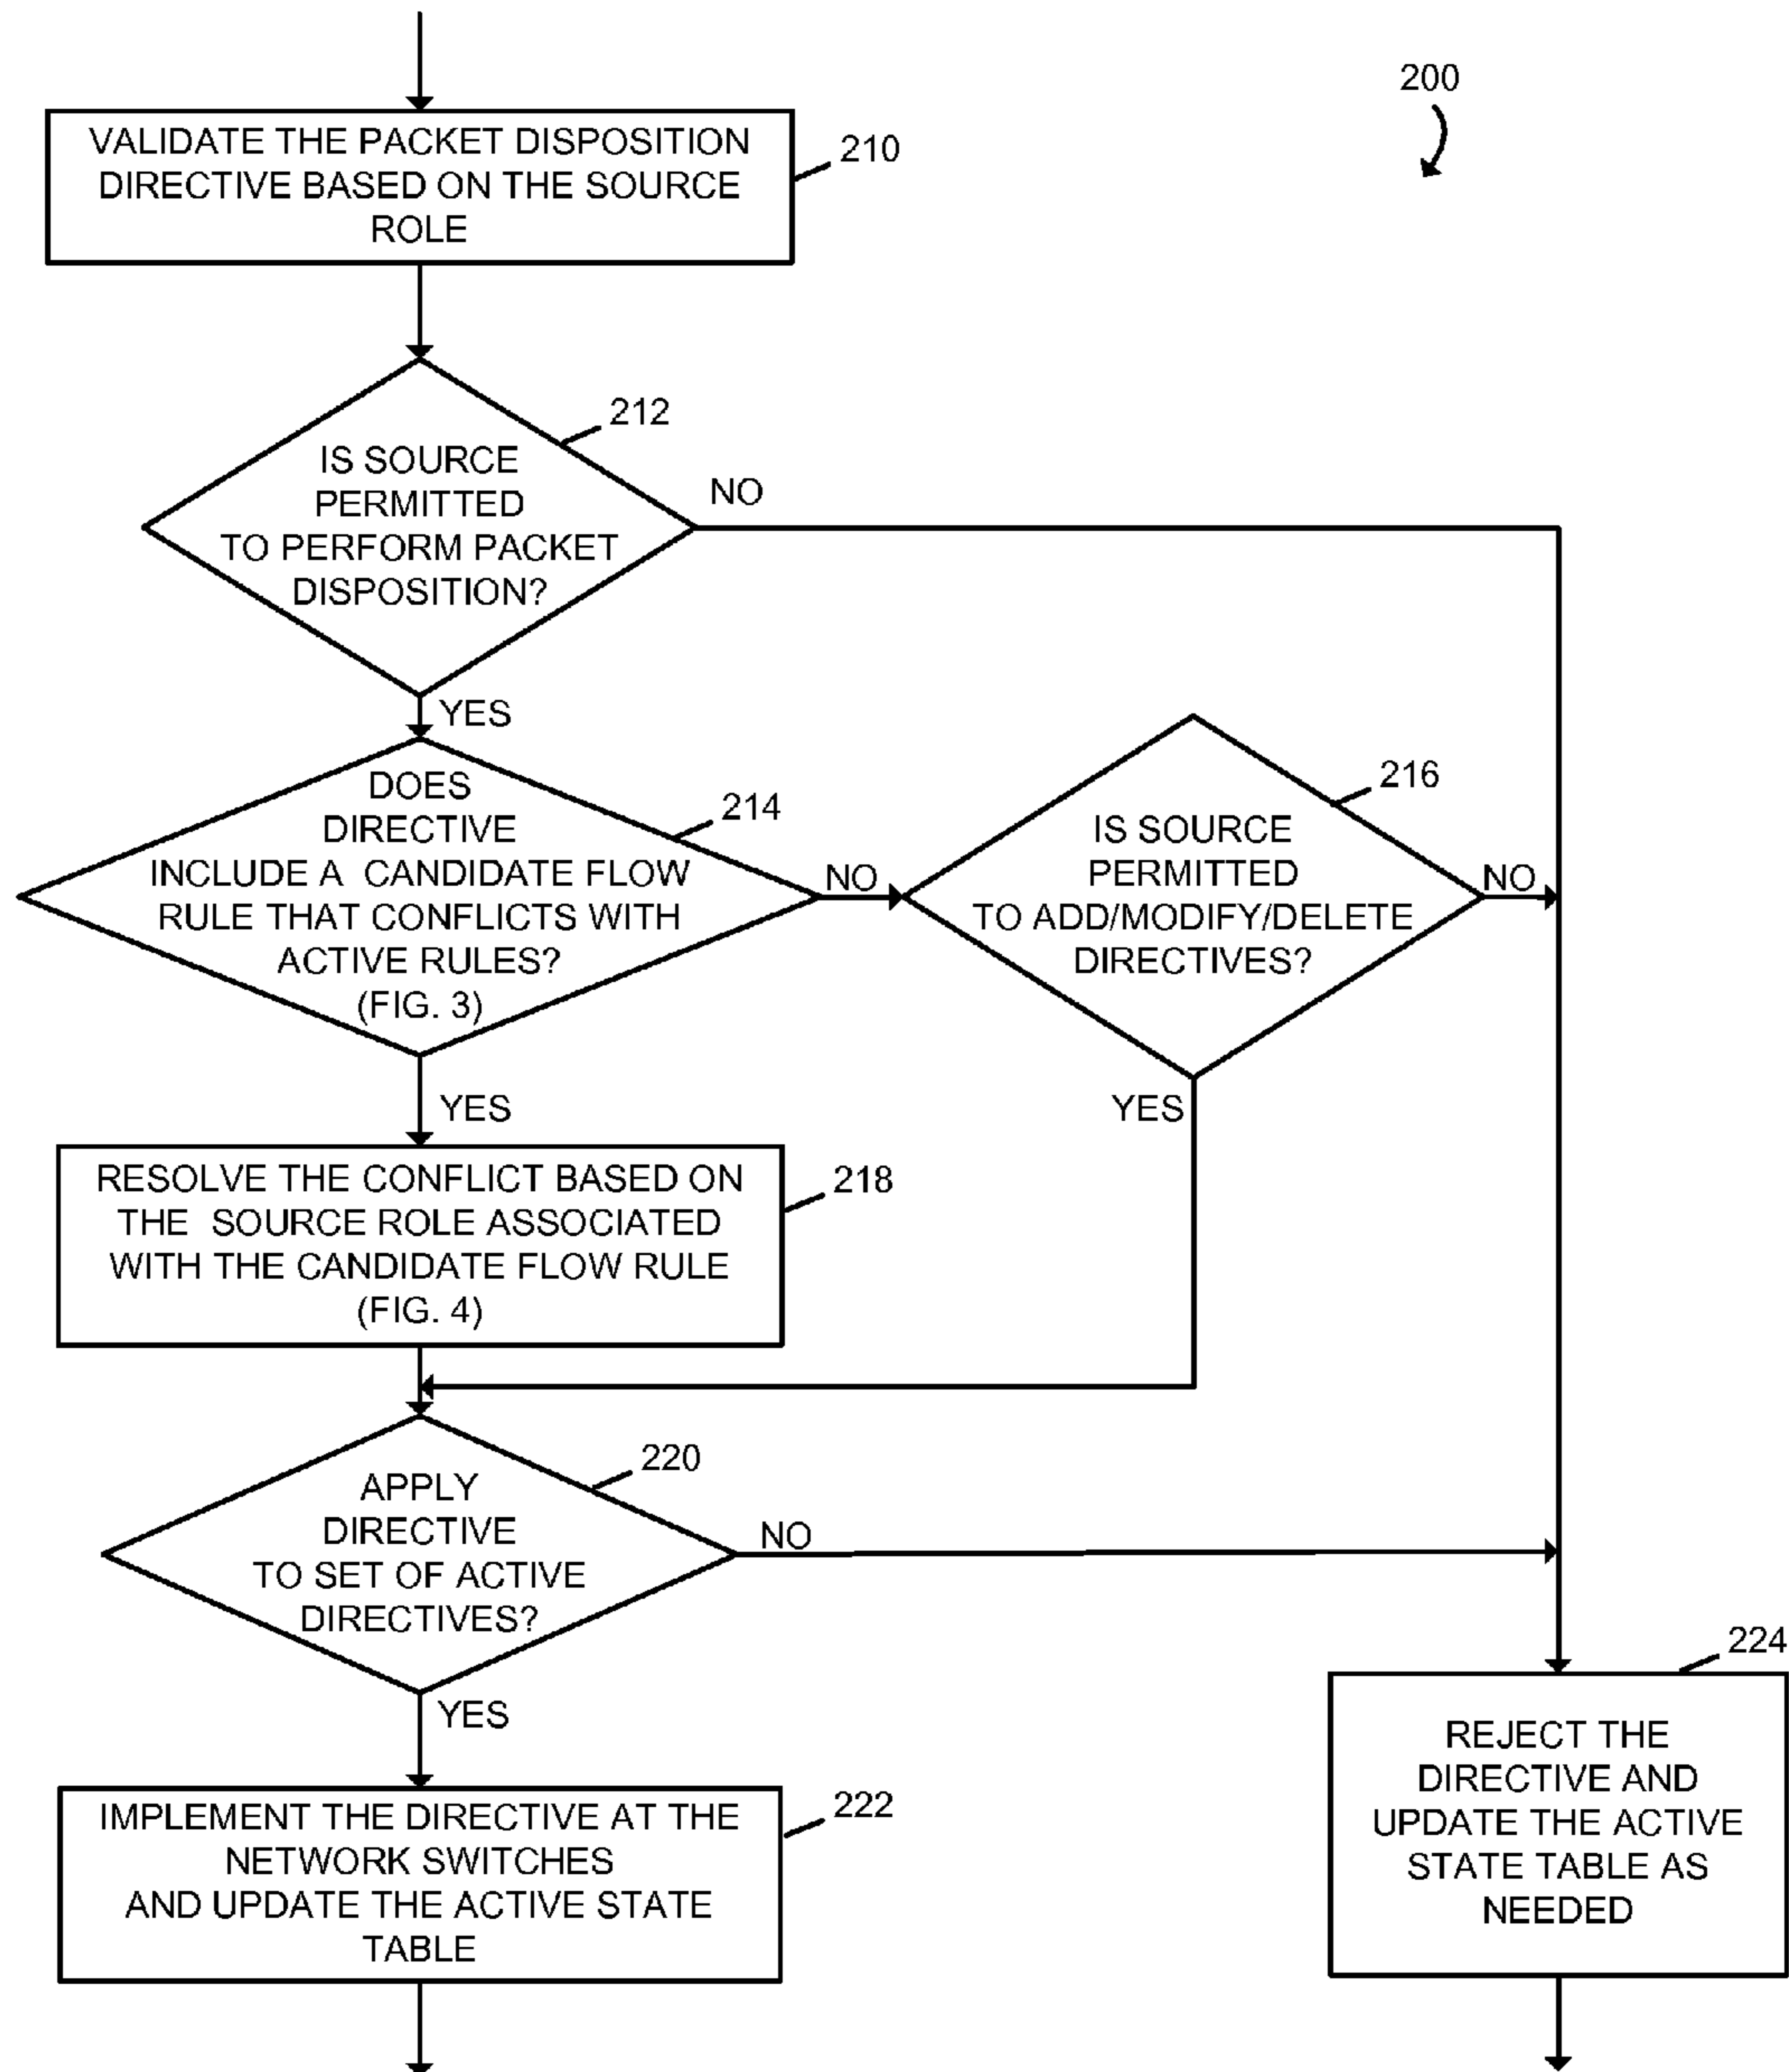 200
VALIDATE THE PACKET DISPOSITION
DIRECTIVE BASED ON THE SOURCE
ROLE
210
212
IS SOURCE
PERMITTED
TO PERFORM PACKET
DISPOSITION?
NO
YES
DOES
DIRECTIVE
INCLUDE A CANDIDATE FLOW
RULE THAT CONFLICTS WITH
ACTIVE RULES?
(FIG. 3)
214
NO
216
IS SOURCE
PERMITTED
TO ADD/MODIFY/DELETE
DIRECTIVES?
NO
YES
YES
RESOLVE THE CONFLICT BASED ON
THE SOURCE ROLE ASSOCIATED
WITH THE CANDIDATE FLOW RULE
(FIG. 4)
218
220
APPLY
DIRECTIVE
TO SET OF ACTIVE
DIRECTIVES?
NO
YES
IMPLEMENT THE DIRECTIVE AT THE
NETWORK SWITCHES
AND UPDATE THE ACTIVE STATE
TABLE
222
224
REJECT THE
DIRECTIVE AND
UPDATE THE ACTIVE
STATE TABLE AS
NEEDED